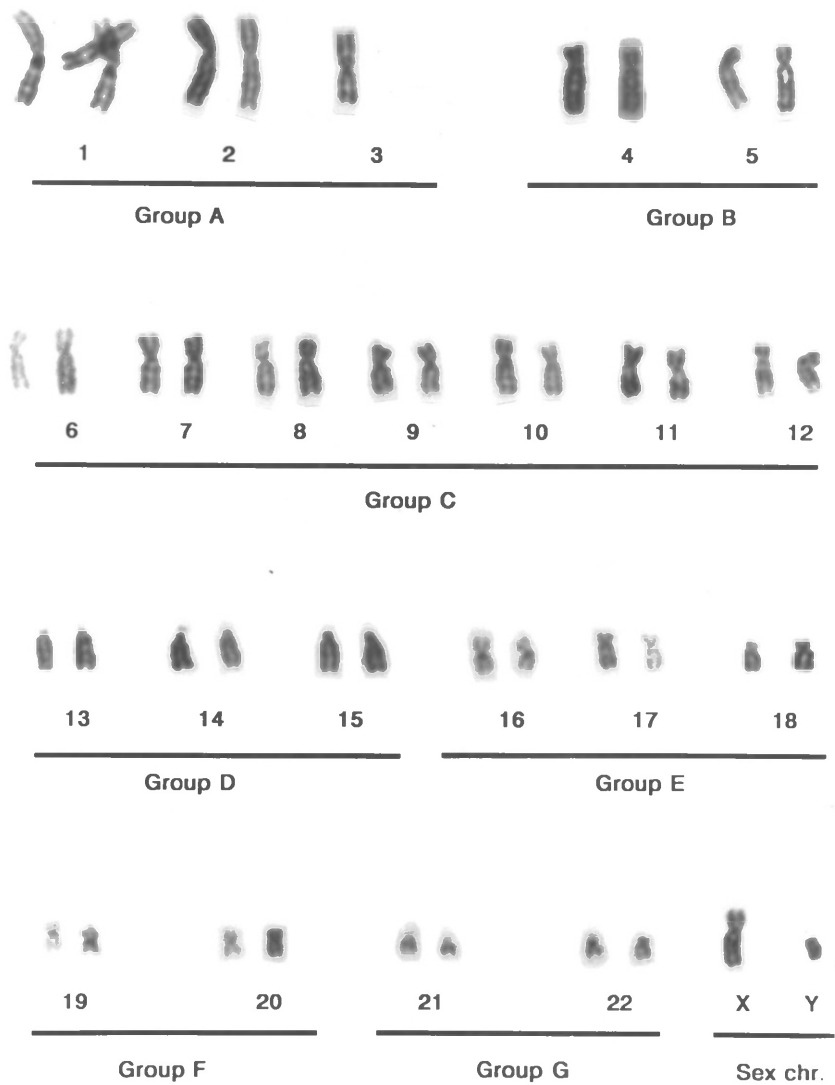 1 2 3 4 5
Group A Group B
6 7 8 9 10 11 12
Group C
13 14 15 16 17 18
Group D Group E
19 20 21 22 X Y
Group F Group G Sex chr.